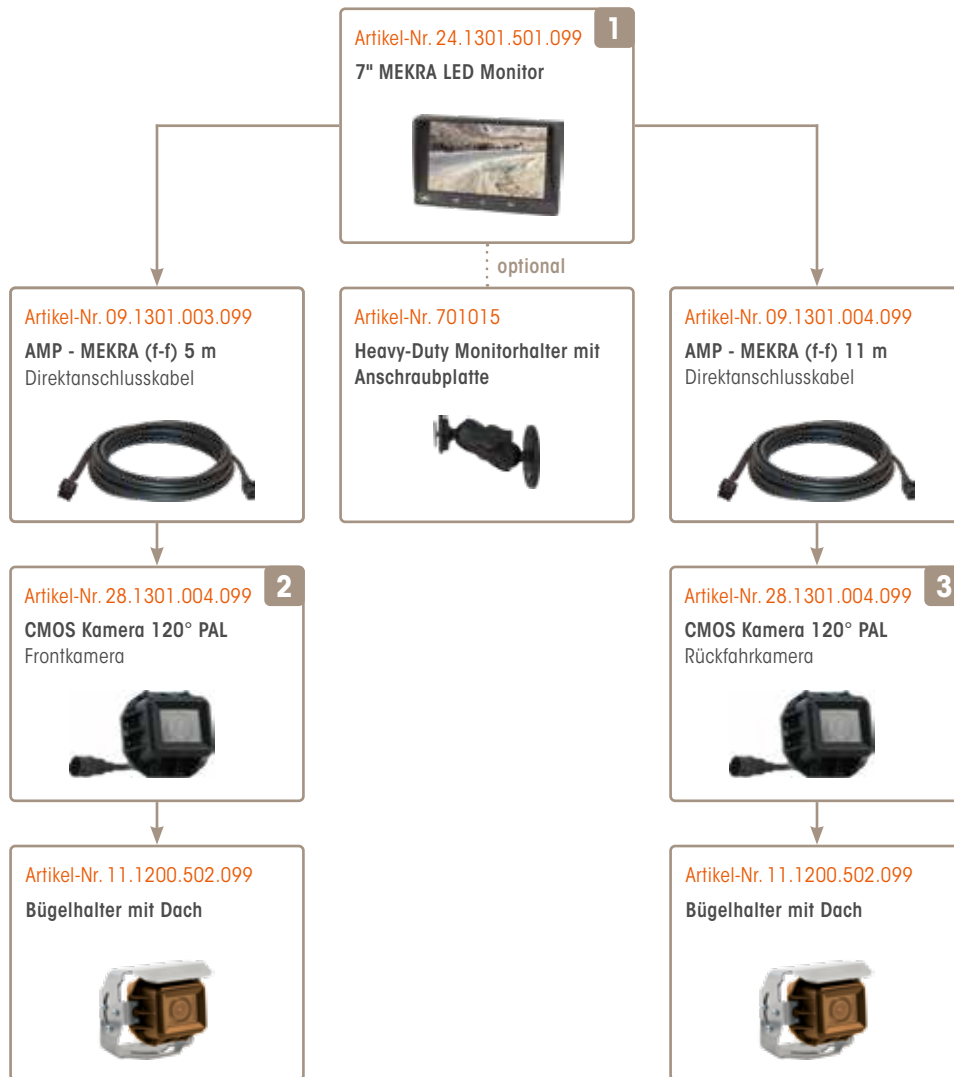 1
Artikel-Nr. 24.1301.501.099
7" MEKRA LED Monitor
optional
Artikel-Nr. 09.1301.003.099
AMP - MEKRA (f-f) 5 m
Direktanschlusskabel
Artikel-Nr. 701015
Heavy-Duty Monitorhalter mit
Anschraubplatte
Artikel-Nr. 09.1301.004.099
AMP - MEKRA (f-f) 11 m
Direktanschlusskabel
2
Artikel-Nr. 28.1301.004.099
CMOS Kamera 120° PAL
Frontkamera
3
Artikel-Nr. 28.1301.004.099
CMOS Kamera 120° PAL
Rückfahrkamera
Artikel-Nr. 11.1200.502.099
Bügelhalter mit Dach
Artikel-Nr. 11.1200.502.099
Bügelhalter mit Dach